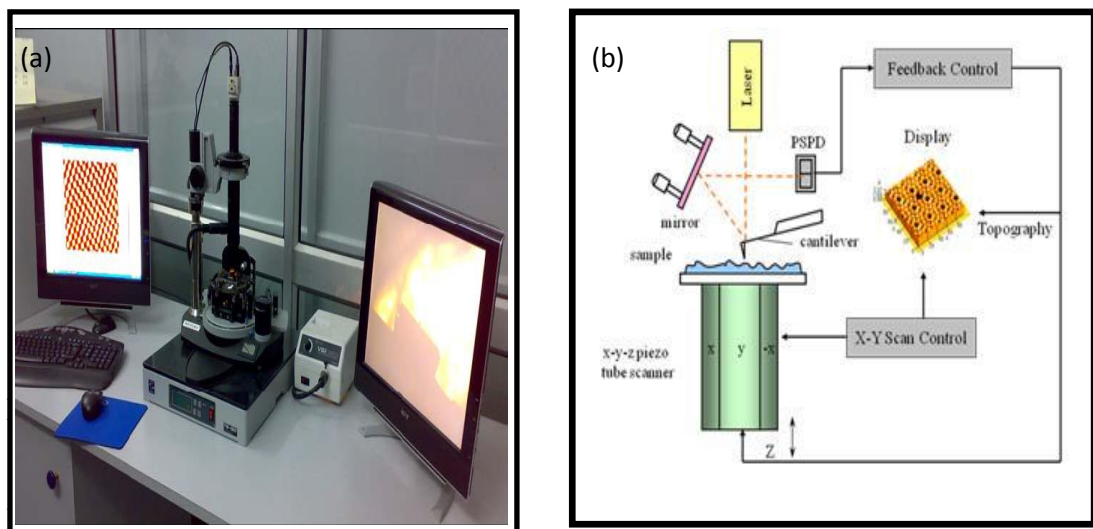 (a)
(b)
Laser
Feedback Control
PSPD
Display
mirror
cantilever
Topography
sample
X-Y Scan Control
x-y-z piezo
tube scanner
x
y
-x
Z